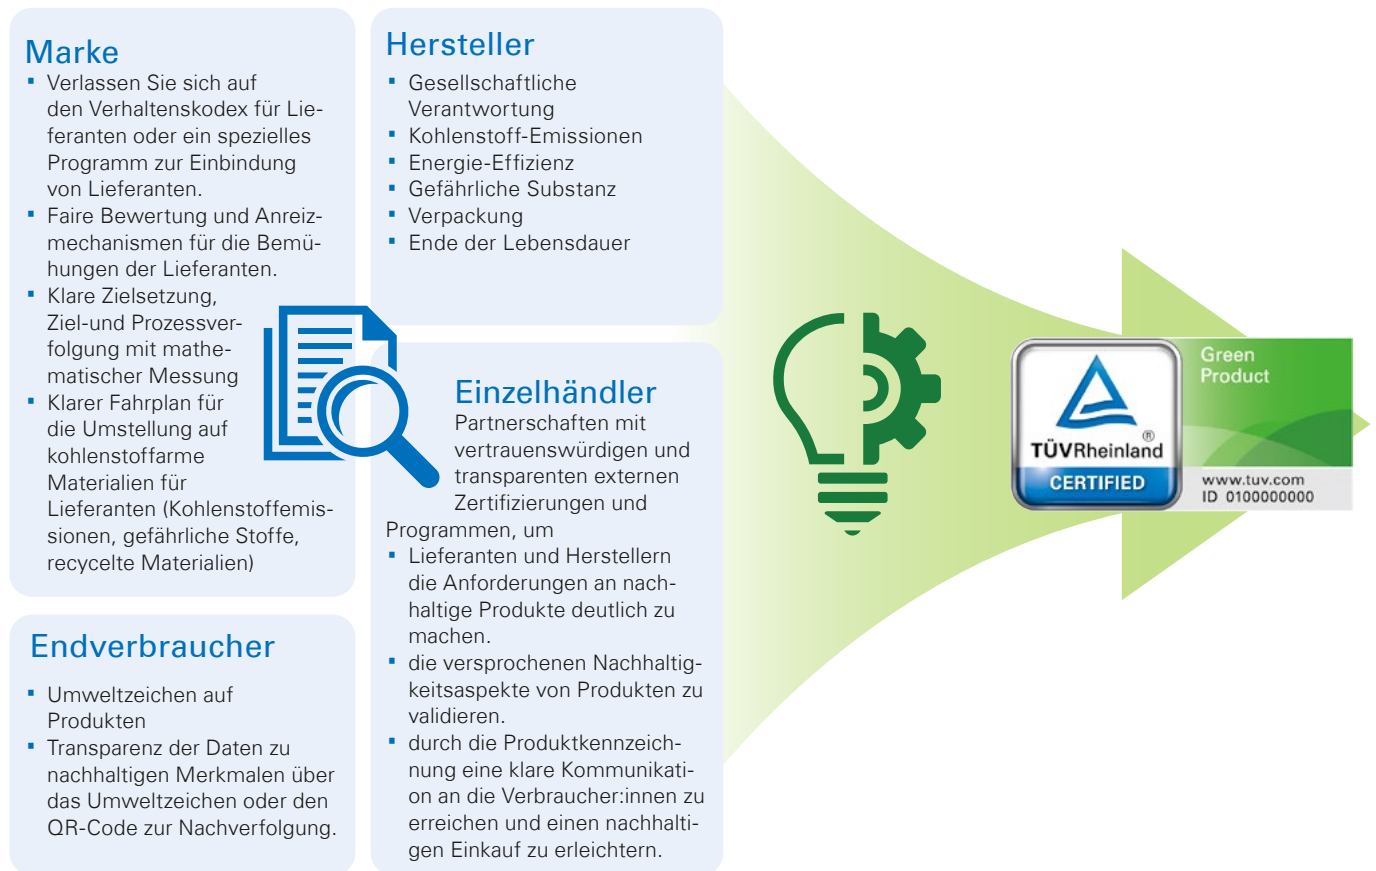 Marke
▪ Verlassen Sie sich auf
den Verhaltenskodex für Lie-
feranten oder ein spezielles
Programm zur Einbindung
von Lieferanten.
▪ Faire Bewertung und Anreiz-
mechanismen für die Bemü-
hungen der Lieferanten.
▪ Klare Zielsetzung,
Ziel-und Prozessver-
folgung mit mathe-
matischer Messung
▪ Klarer Fahrplan für
die Umstellung auf
kohlenstoffarme
Materialien für
Lieferanten (Kohlenstoffemis-
sionen, gefährliche Stoffe,
recycelte Materialien)
Endverbraucher
▪ Umweltzeichen auf
Produkten
▪ Transparenz der Daten zu
nachhaltigen Merkmalen über
das Umweltzeichen oder den
QR-Code zur Nachverfolgung.
Hersteller
▪ Gesellschaftliche
Verantwortung
▪ Kohlenstoff-Emissionen
▪ Energie-Effizienz
▪ Gefährliche Substanz
▪ Verpackung
▪ Ende der Lebensdauer
Einzelhändler
Partnerschaften mit
vertrauenswürdigen und
transparenten externen
Zertifizierungen und
Programmen, um
▪ Lieferanten und Herstellern
die Anforderungen an nach-
haltige Produkte deutlich zu
machen.
▪ die versprochenen Nachhaltig-
keitsaspekte von Produkten zu
validieren.
▪ durch die Produktkennzeich-
nung eine klare Kommunikati-
on an die Verbraucher:innen zu
erreichen und einen nachhalti-
gen Einkauf zu erleichtern.
TÜVRheinland®
CERTIFIED
Green
Product
www.tuv.com
ID 0100000000